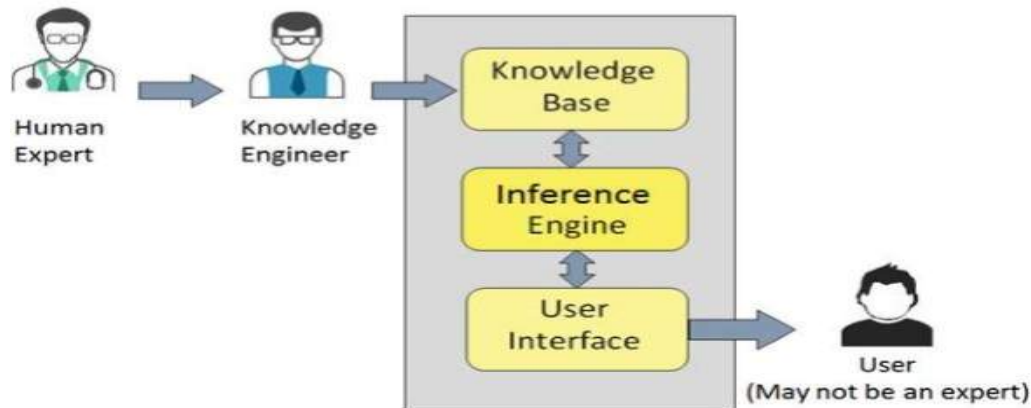 Human
Expert
Knowledge
Engineer
Knowledge
Base
Inference
Engine
User
Interface
User
(May not be an expert)